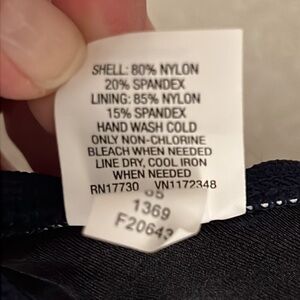 SHELL: 80% NYLON
20% SPANDEX
LINING: 85% NYLON
15% SPANDEX
HAND WASH COLD
ONLY NON-CHLORINE
BLEACH WHEN NEEDED
LINE DRY, COOL IRON
WHEN NEEDED
RN17730 VN1172348
1369
F20643